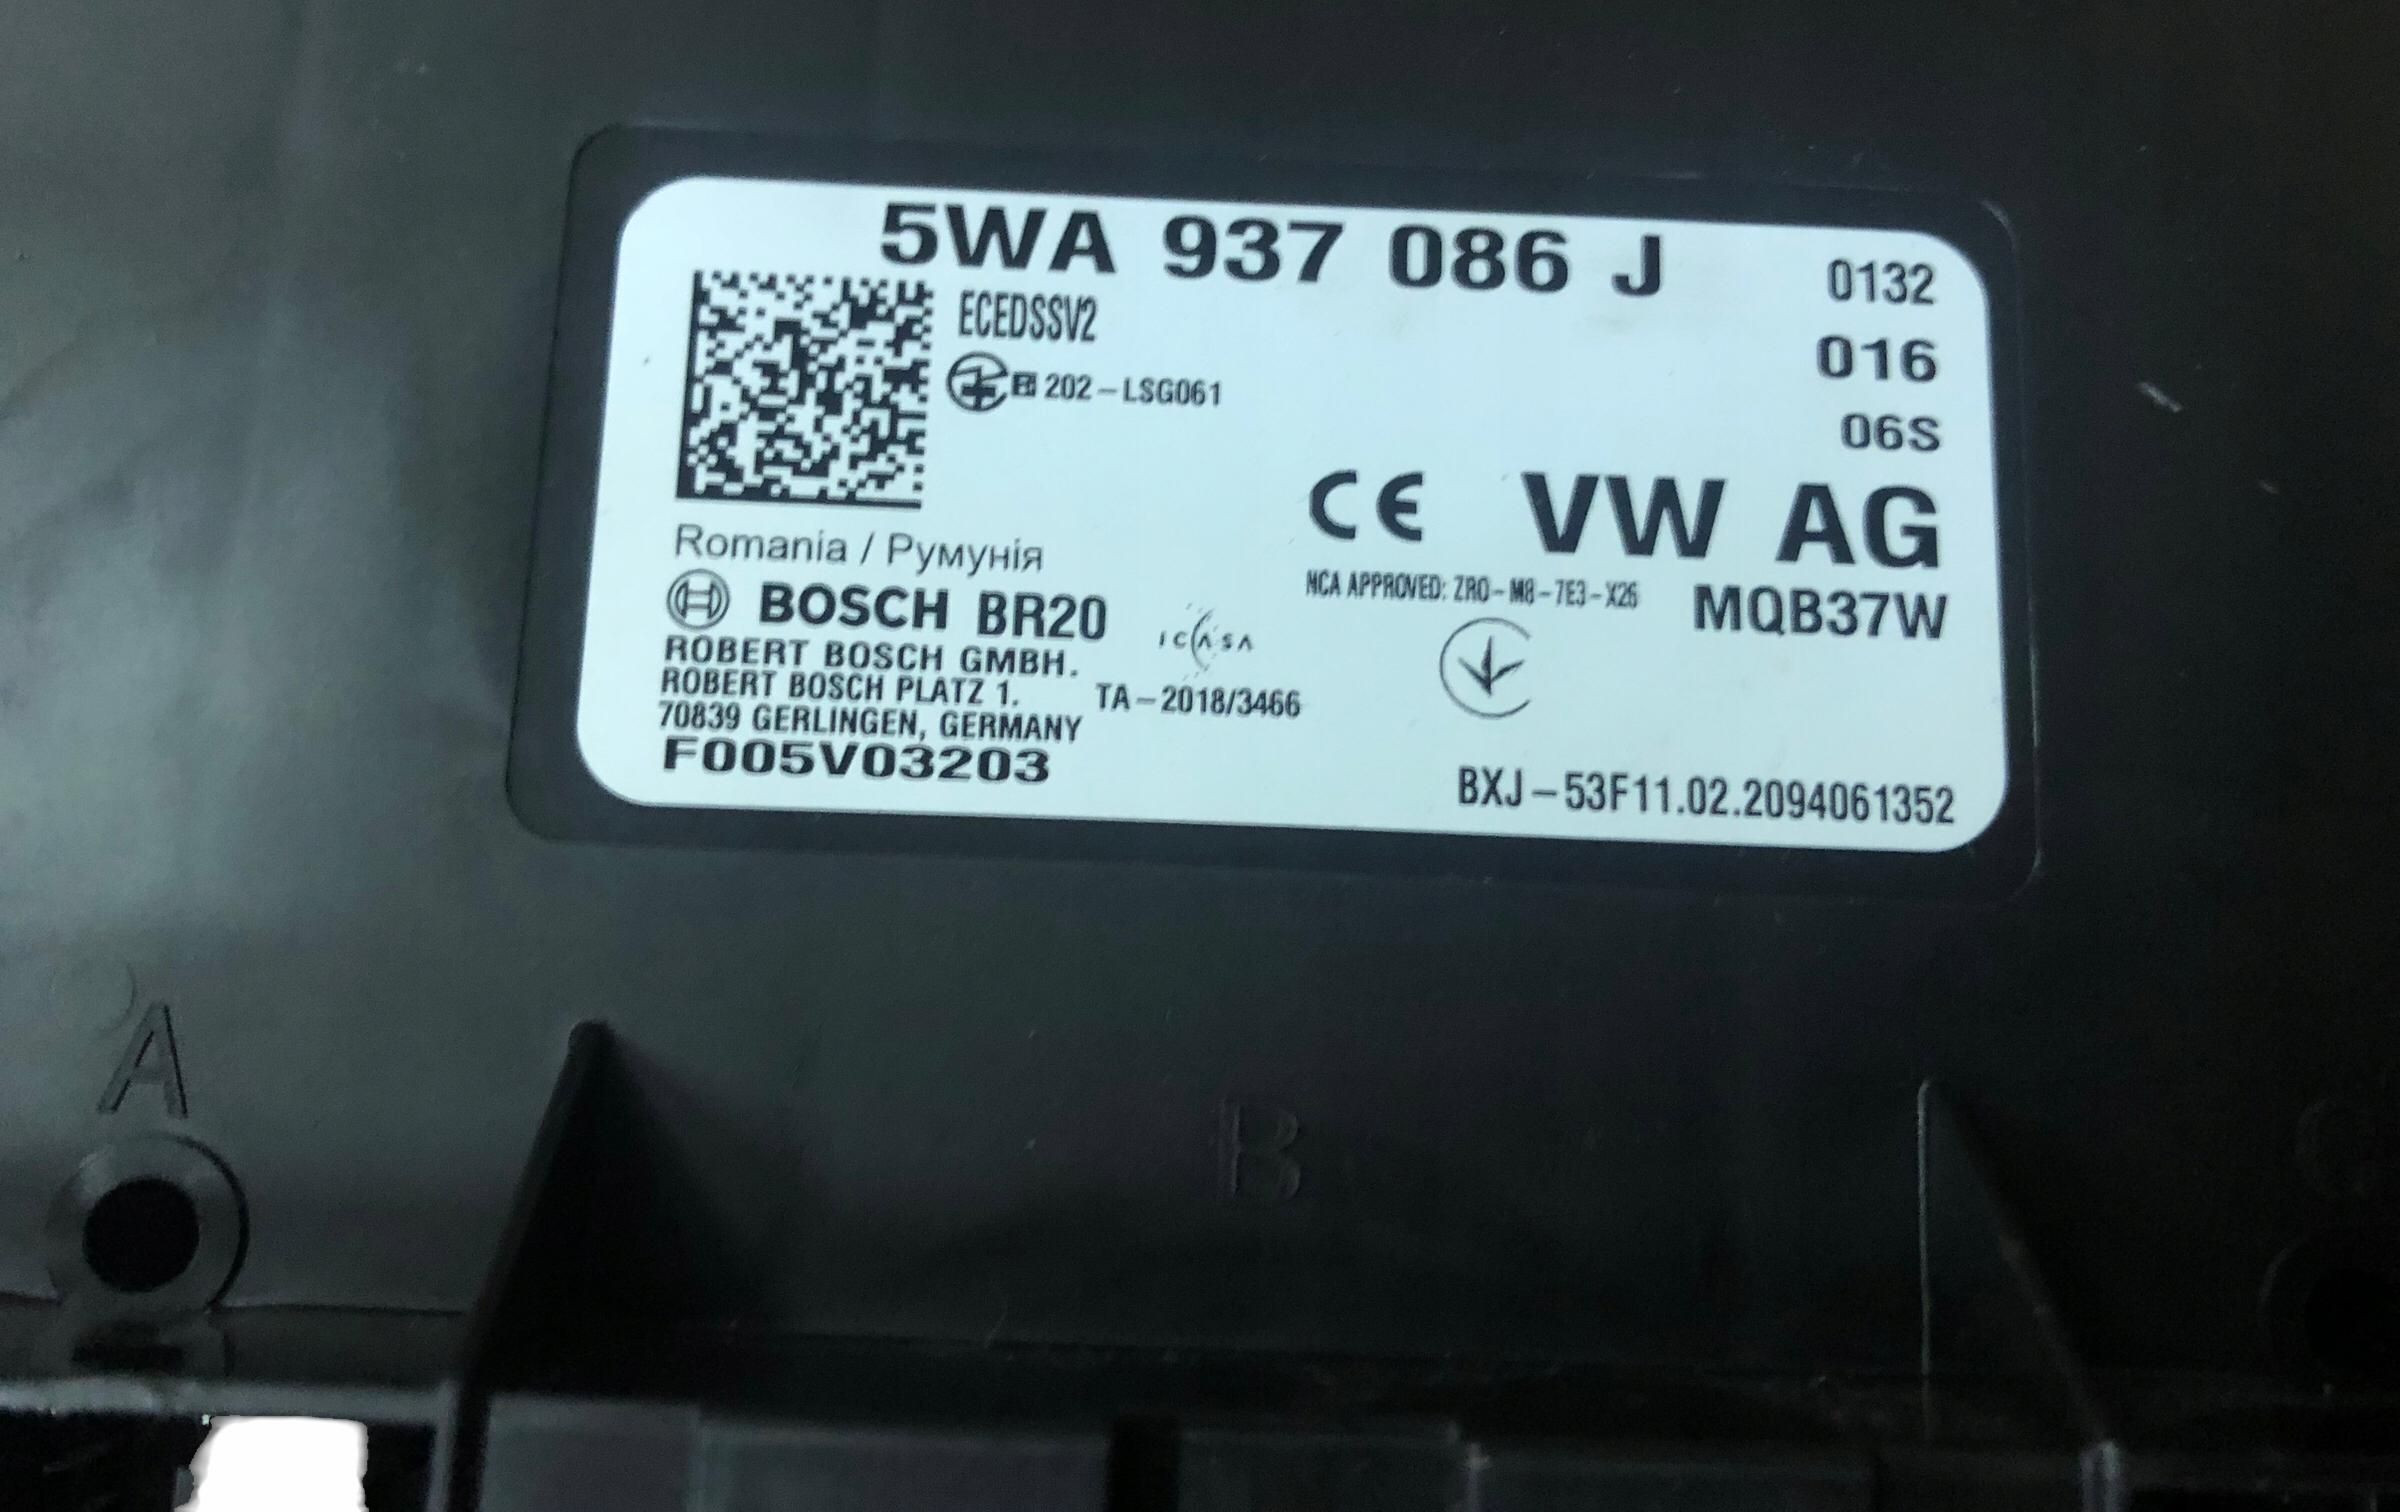 5WA 937 086 J
0132
ECEDSSV2
016
202-LSG061
06S
CE VW AG
Romania / Румунія
BOSCH BR20
NCA APPROVED: ZRO-M8-7E3-X26
MQB37W
ICASA
ROBERT BOSCH GMBH.
ROBERT BOSCH PLATZ 1.
TA-2018/3466
70839 GERLINGEN, GERMANY
F005V03203
BXJ-53F11.02.2094061352
A
B